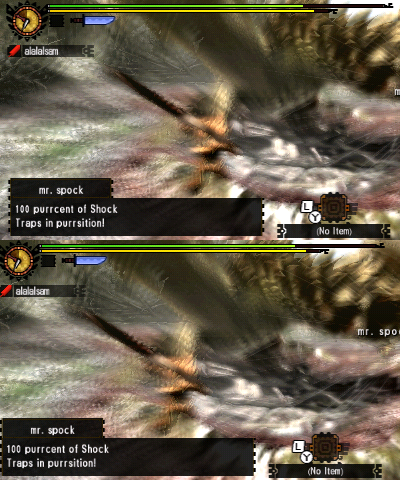 alalalsam
m
mr. spock
100 purrcent of Shock
Traps in purrsition!
L
Y
(No Item)
alalalsam
mr. spoc
mr. spock
100 purrcent of Shock
Traps in purrsition!
L
Y
(No Item)